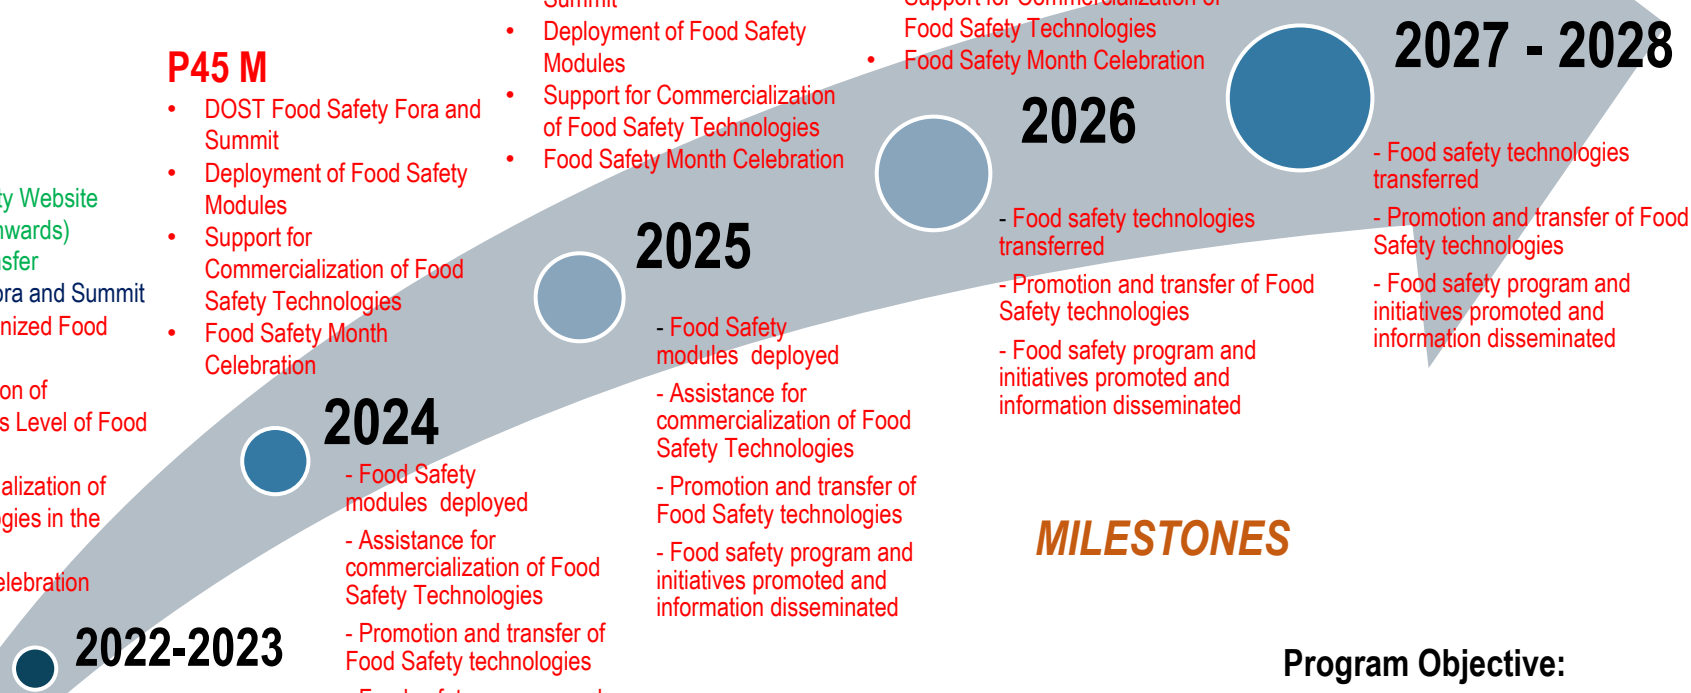 ty Website
nwards)
sfer
ora and Summit
nized Food
on of
s Level of Food
alization of
gies in the
elebration
2022-2023
P45 M
• DOST Food Safety Fora and
Summit
• Deployment of Food Safety
Modules
• Support for
Commercialization of Food
Safety Technologies
• Food Safety Month
Celebration
2024
- Food Safety
modules deployed
- Assistance for
commercialization of Food
Safety Technologies
- Promotion and transfer of
Food Safety technologies
Summit
• Deployment of Food Safety
Modules
• Support for Commercialization
of Food Safety Technologies
• Food Safety Month Celebration
2025
- Food Safety
modules deployed
- Assistance for
commercialization of Food
Safety Technologies
- Promotion and transfer of
Food Safety technologies
- Food safety program and
initiatives promoted and
information disseminated
Support for Commercialization of
Food Safety Technologies
• Food Safety Month Celebration
2026
- Food safety technologies
transferred
- Promotion and transfer of Food
Safety technologies
- Food safety program and
initiatives promoted and
information disseminated
2027 - 2028
- Food safety technologies
transferred
- Promotion and transfer of Food
Safety technologies
- Food safety program and
initiatives promoted and
information disseminated
MILESTONES
Program Objective: